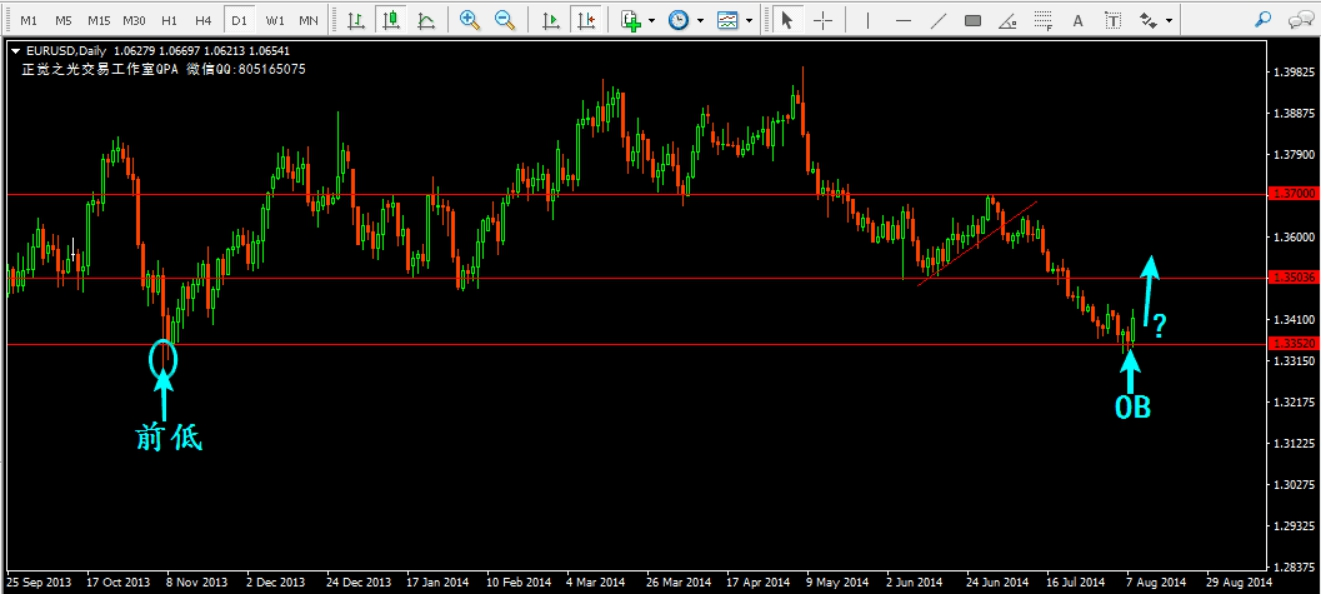 M1 M5 M15 M30 H1 H4 D1 W1 MN A T F
EURUSD,Daily 1.06279 1.06697 1.06213 1.06541
正觉之光交易工作室QPA 微信QQ:805165075
1.39825
1.38875
1.37900
1.37000
1.36000
1.35036
1.34100
?
1.33520
1.33150
OB
1.32175
前低
1.31225
1.30275
1.29325
1.28375
25 Sep 2013 17 Oct 2013 8 Nov 2013 2 Dec 2013 24 Dec 2013 17 Jan 2014 10 Feb 2014 4 Mar 2014 26 Mar 2014 17 Apr 2014 9 May 2014 2 Jun 2014 24 Jun 2014 16 Jul 2014 7 Aug 2014 29 Aug 2014